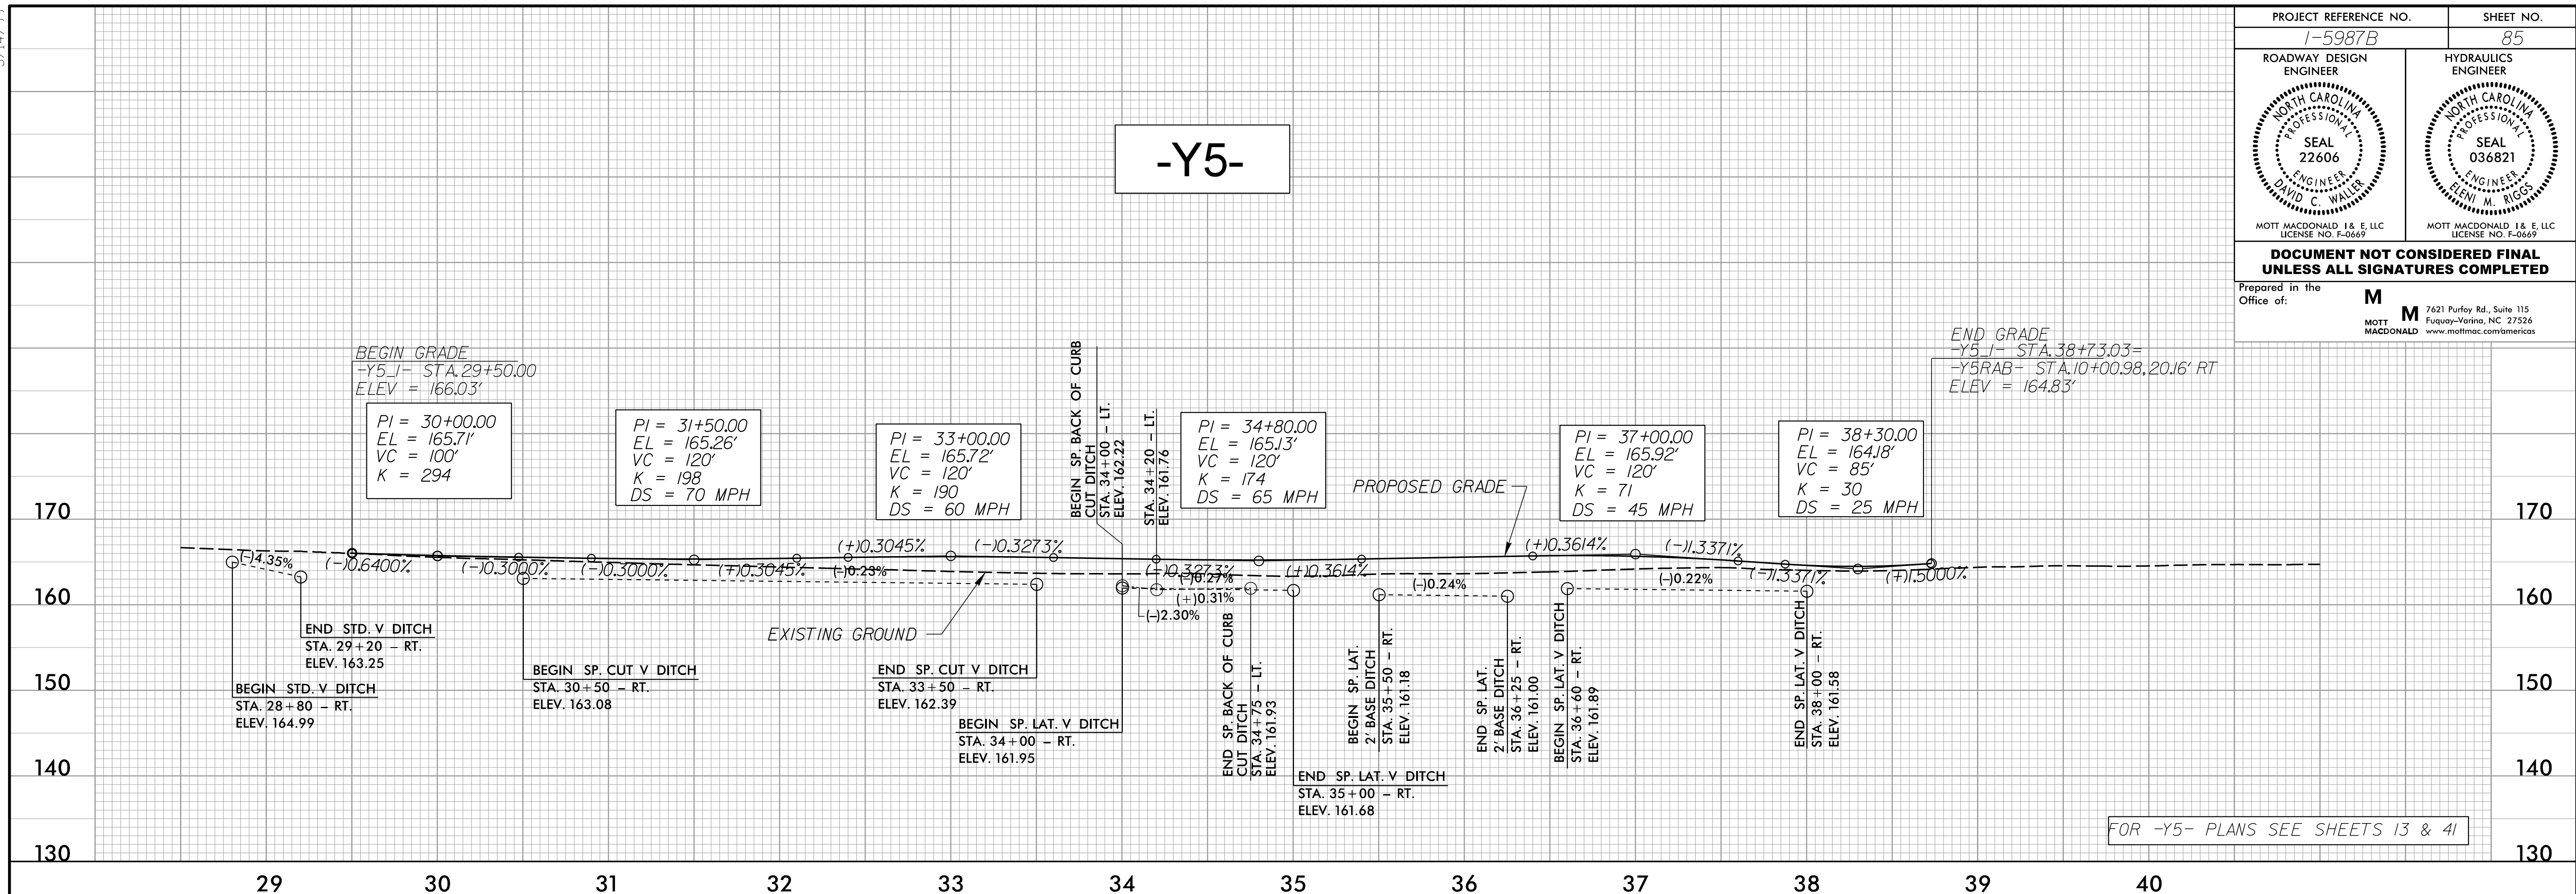 PROJECT REFERENCE NO.
SHEET NO.
I-5987B
85
ROADWAY DESIGN
ENGINEER
HYDRAULICS
ENGINEER
NORTH CAROLINA
PROFESSIONAL
SEAL
22606
ENGINEER
DAVID C. WALLER
NORTH CAROLINA
PROFESSIONAL
SEAL
036821
ENGINEER
ELENI M. RIGGS
MOTT MACDONALD I & E, LLC
LICENSE NO. F-0669
MOTT MACDONALD I & E, LLC
LICENSE NO. F-0669
DOCUMENT NOT CONSIDERED FINAL
UNLESS ALL SIGNATURES COMPLETED
Prepared in the
Office of:
M
M
MOTT
MACDONALD
7621 Purfoy Rd., Suite 115
Fuquay-Varina, NC 27526
www.mottmac.com/americas
-Y5-
BEGIN GRADE
-Y5_1- STA.29+50.00
ELEV = 166.03'
END GRADE
-Y5_1- STA.38+73.03=
-Y5RAB- STA.10+00.98,20.16' RT
ELEV = 164.83'
PI = 30+00.00
EL = 165.71'
VC = 100'
K = 294
PI = 31+50.00
EL = 165.26'
VC = 120'
K = 198
DS = 70 MPH
PI = 33+00.00
EL = 165.72'
VC = 120'
K = 190
DS = 60 MPH
BEGIN SP. BACK OF CURB
CUT DITCH
STA. 34+00 - LT.
ELEV. 162.22
STA. 34+20 - LT.
ELEV. 161.76
PI = 34+80.00
EL = 165.13'
VC = 120'
K = 174
DS = 65 MPH
PROPOSED GRADE
PI = 37+00.00
EL = 165.92'
VC = 120'
K = 71
DS = 45 MPH
PI = 38+30.00
EL = 164.18'
VC = 85'
K = 30
DS = 25 MPH
170
170
(-)4.35%
(-)0.6400%
(-)0.3000%
(-)0.3000%
(+)0.3045%
(+)0.3045%
(-)0.23%
(-)0.3273%
(-)0.3273%
(-)0.27%
(+)0.31%
(-)2.30%
(+)0.3614%
(-)0.24%
(+)0.3614%
(-)1.3371%
(-)0.22%
(-)1.3371%
(+)1.5000%
160
160
EXISTING GROUND
END STD. V DITCH
STA. 29+20 - RT.
ELEV. 163.25
BEGIN STD. V DITCH
STA. 28+80 - RT.
ELEV. 164.99
BEGIN SP. CUT V DITCH
STA. 30+50 - RT.
ELEV. 163.08
END SP. CUT V DITCH
STA. 33+50 - RT.
ELEV. 162.39
BEGIN SP. LAT. V DITCH
STA. 34+00 - RT.
ELEV. 161.95
END SP. BACK OF CURB
CUT DITCH
STA. 34+75 - LT.
ELEV. 161.93
END SP. LAT. V DITCH
STA. 35+00 - RT.
ELEV. 161.68
BEGIN SP. LAT.
2' BASE DITCH
STA. 35+50 - RT.
ELEV. 161.18
END SP. LAT.
2' BASE DITCH
STA. 36+25 - RT.
ELEV. 161.00
BEGIN SP. LAT. V DITCH
STA. 36+60 - RT.
ELEV. 161.89
END SP. LAT. V DITCH
STA. 38+00 - RT.
ELEV. 161.58
150
150
140
140
FOR -Y5- PLANS SEE SHEETS 13 & 41
130
130
29 30 31 32 33 34 35 36 37 38 39 40